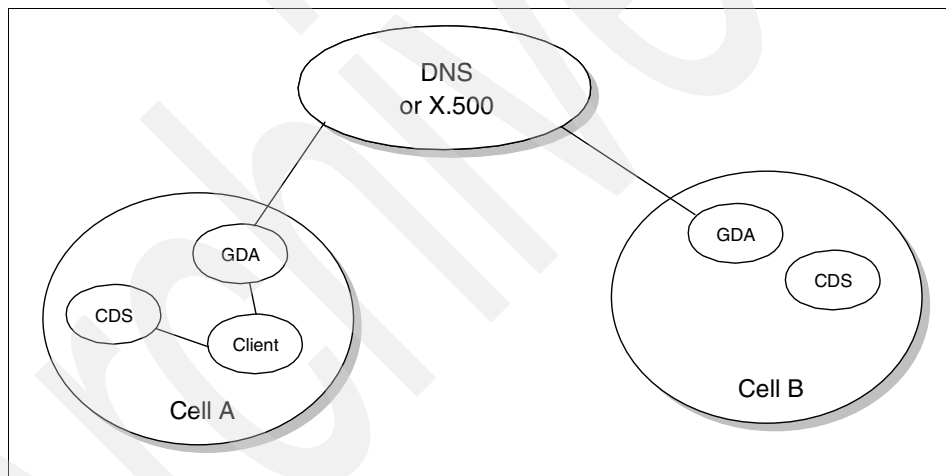 DNS
or X.500
GDA
CDS
Client
Cell A
GDA
CDS
Cell B